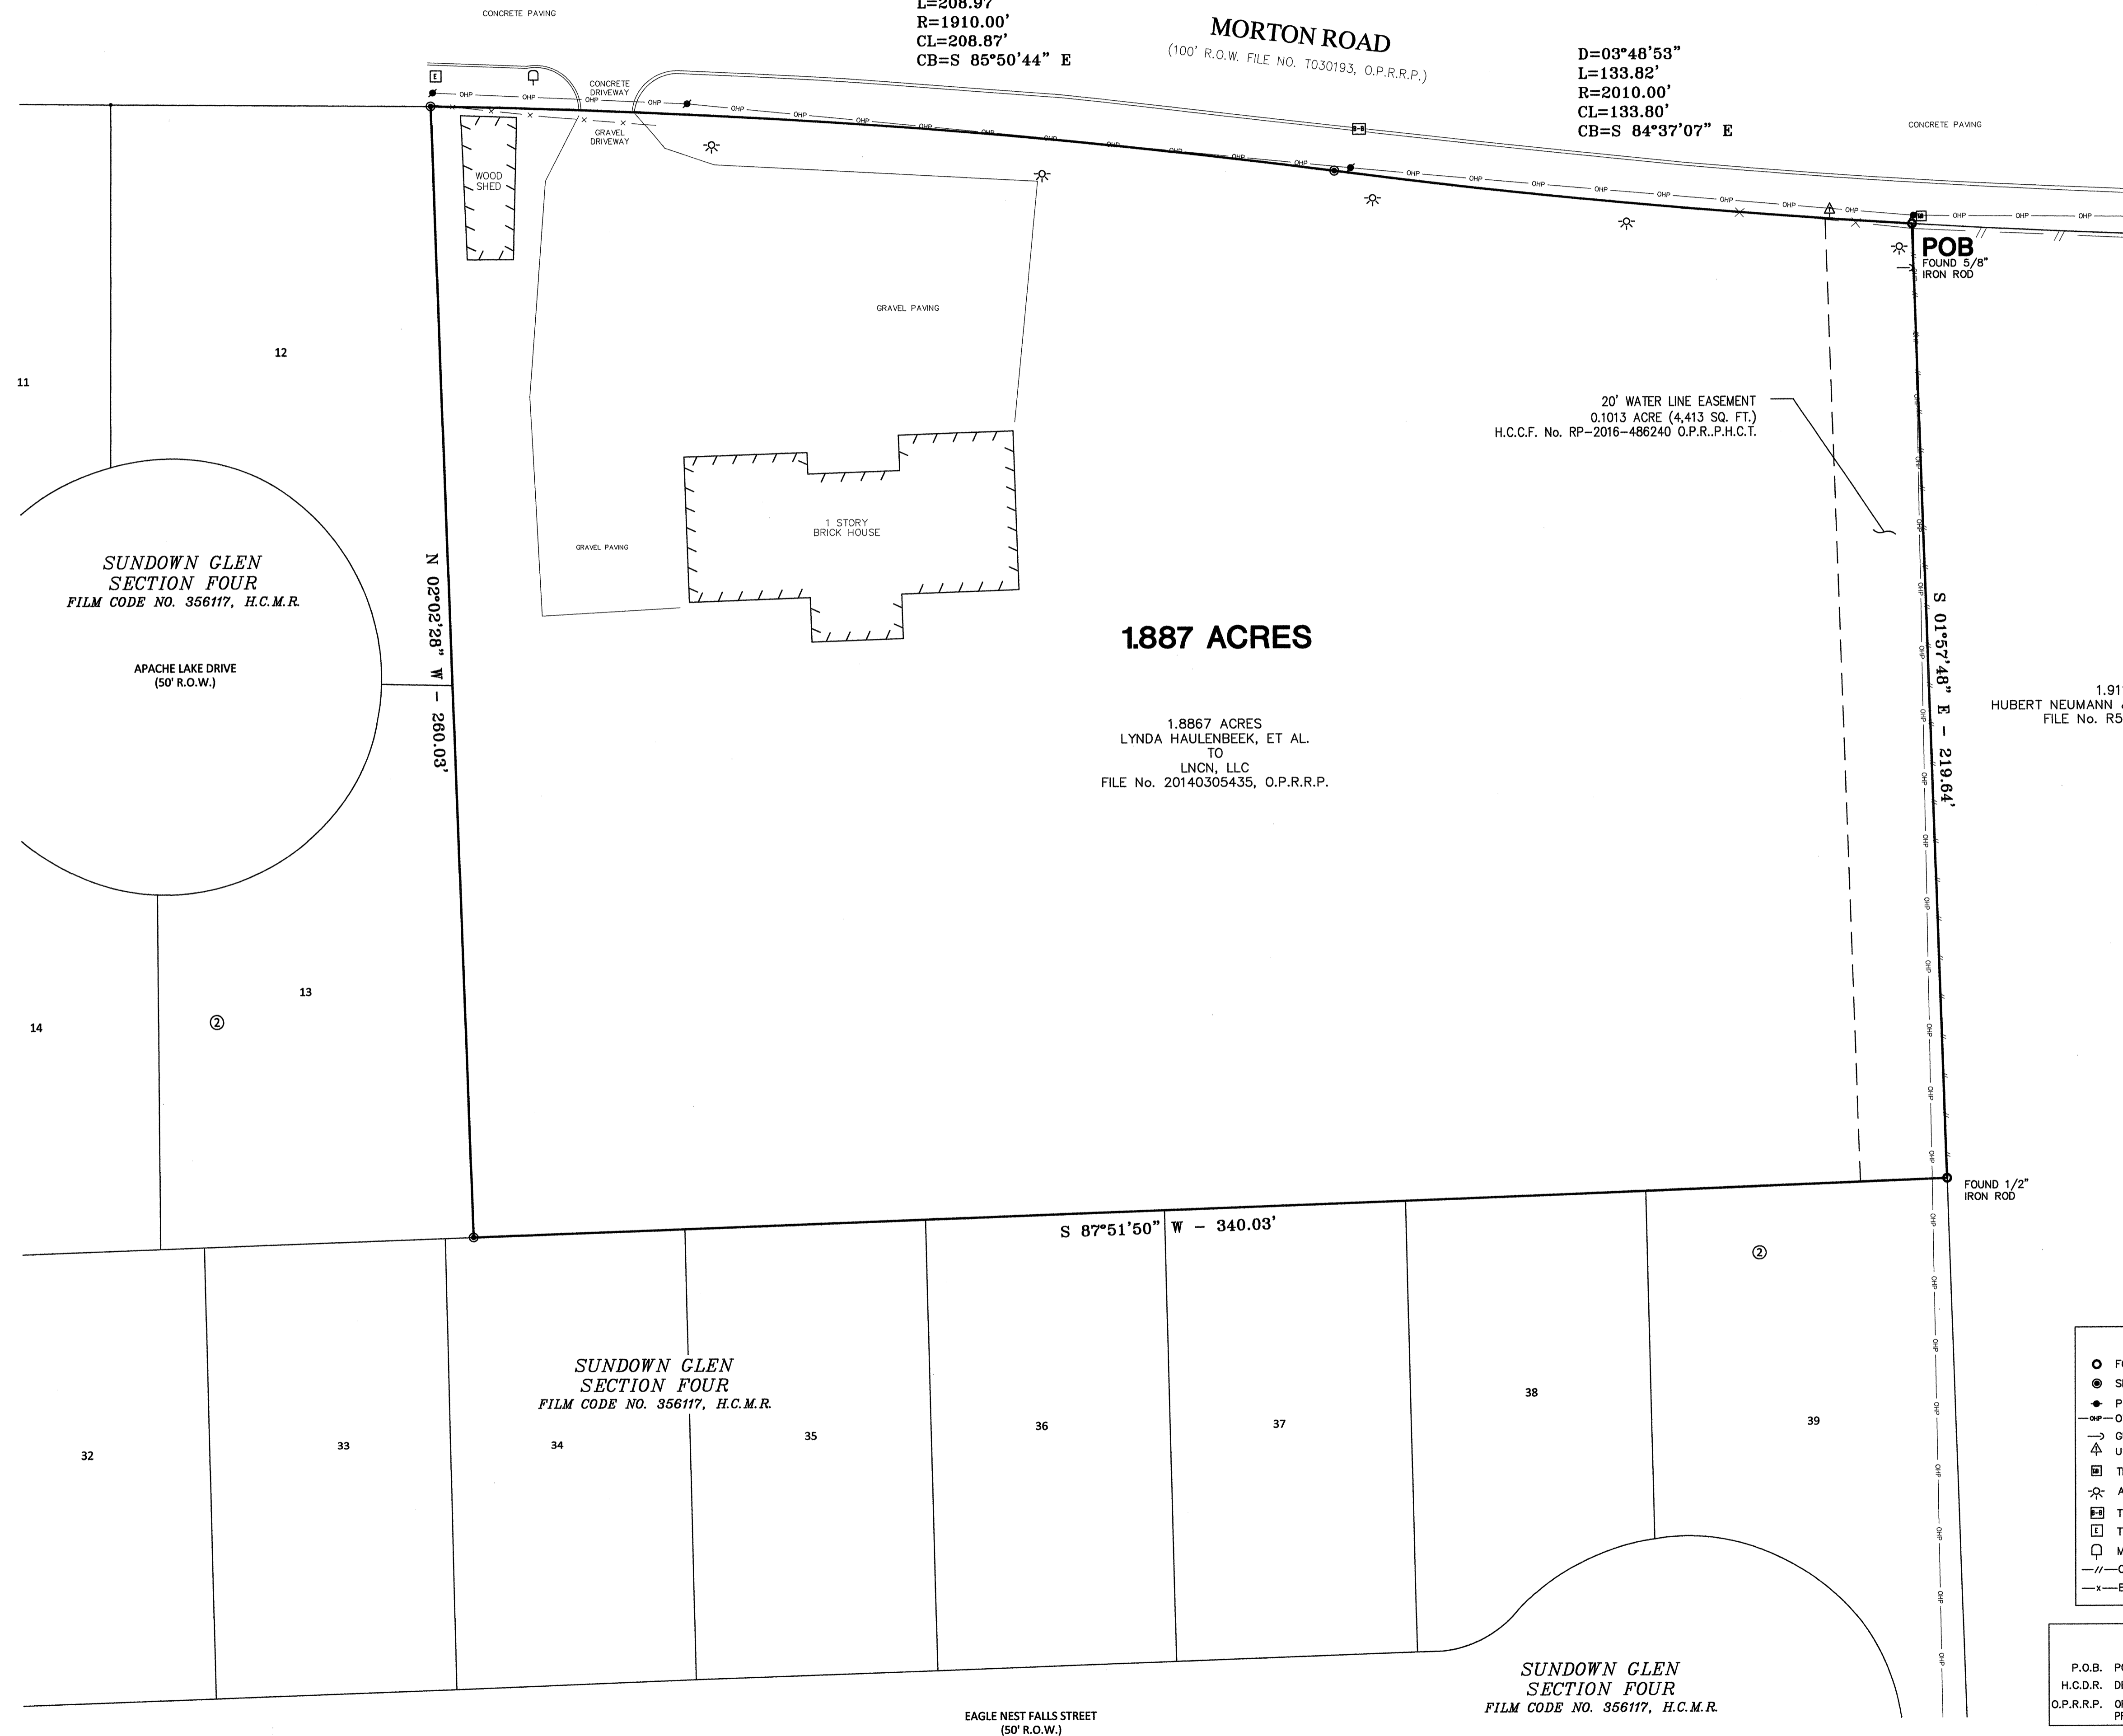 CONCRETE PAVING
L=208.97'
R=1910.00'
CL=208.87'
CB=S 85°50'44" E
MORTON ROAD
(100' R.O.W. FILE NO. T030193, O.P.R.R.P.)
D=03°48'53"
L=133.82'
R=2010.00'
CL=133.80'
CB=S 84°37'07" E
CONCRETE PAVING
E
CONCRETE
DRIVEWAY
GRAVEL
DRIVEWAY
OHP
B-B
WOOD
SHED
POB
FOUND 5/8"
IRON ROD
GRAVEL PAVING
12
11
20' WATER LINE EASEMENT
0.1013 ACRE (4,413 SQ. FT.)
H.C.C.F. No. RP-2016-486240 O.P.R..P.H.C.T.
1 STORY
BRICK HOUSE
GRAVEL PAVING
SUNDOWN GLEN
SECTION FOUR
FILM CODE NO. 356117, H.C.M.R.
APACHE LAKE DRIVE
(50' R.O.W.)
N 02°02'28" W - 260.03'
1.887 ACRES
S 01°57'48" E - 219.64'
1.8867 ACRES
LYNDA HAULENBEEK, ET AL.
TO
LNCN, LLC
FILE No. 20140305435, O.P.R.R.P.
1.91
HUBERT NEUMANN
FILE No. R5
13
14
2
FOUND 1/2"
IRON ROD
S 87°51'50" W - 340.03'
2
SUNDOWN GLEN
SECTION FOUR
FILM CODE NO. 356117, H.C.M.R.
32
33
34
35
36
37
38
39
SUNDOWN GLEN
SECTION FOUR
FILM CODE NO. 356117, H.C.M.R.
EAGLE NEST FALLS STREET
(50' R.O.W.)
P.O.B.
H.C.D.R.
O.P.R.R.P.